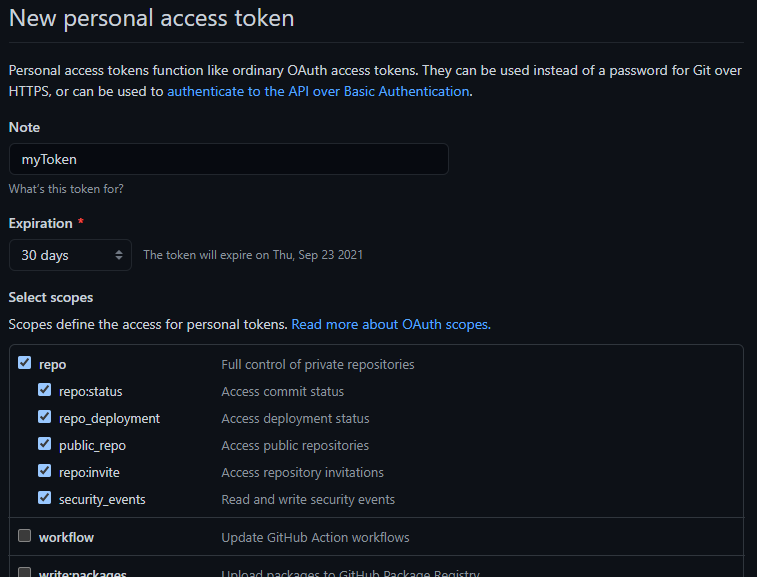 New personal access token
Personal access tokens function like ordinary OAuth access tokens. They can be used instead of a password for Git over
HTTPS, or can be used to authenticate to the API over Basic Authentication.
Note
myToken
What's this token for?
Expiration *
30 days The token will expire on Thu, Sep 23 2021
Select scopes
Scopes define the access for personal tokens. Read more about OAuth scopes.
repo Full control of private repositories
repo:status Access commit status
repo_deployment Access deployment status
public_repo Access public repositories
repo:invite Access repository invitations
security_events Read and write security events
workflow Update GitHub Action workflows
write:packages Upload packages to GitHub Package Registry